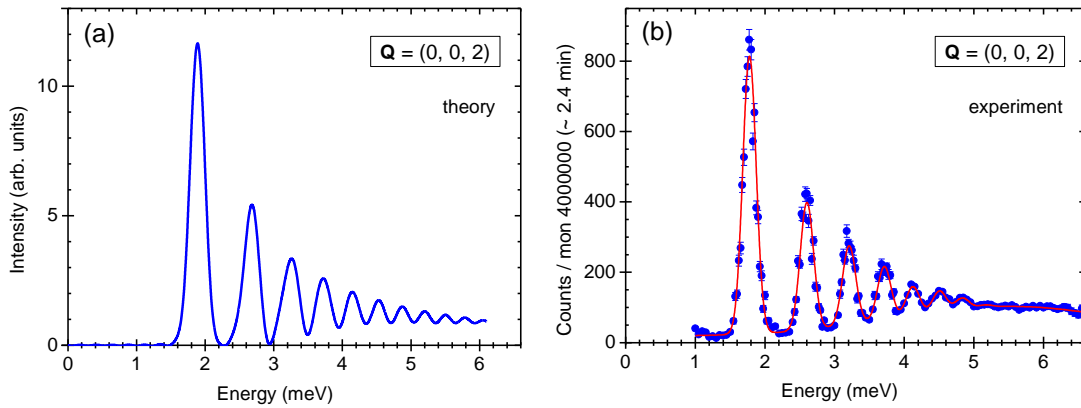 (a)
Q = (0, 0, 2)
theory
Intensity (arb. units)
10
5
0
0 1 2 3 4 5 6
Energy (meV)
(b)
Q = (0, 0, 2)
experiment
Counts / mon 4000000 (~ 2.4 min)
800
600
400
200
0
0 1 2 3 4 5 6
Energy (meV)